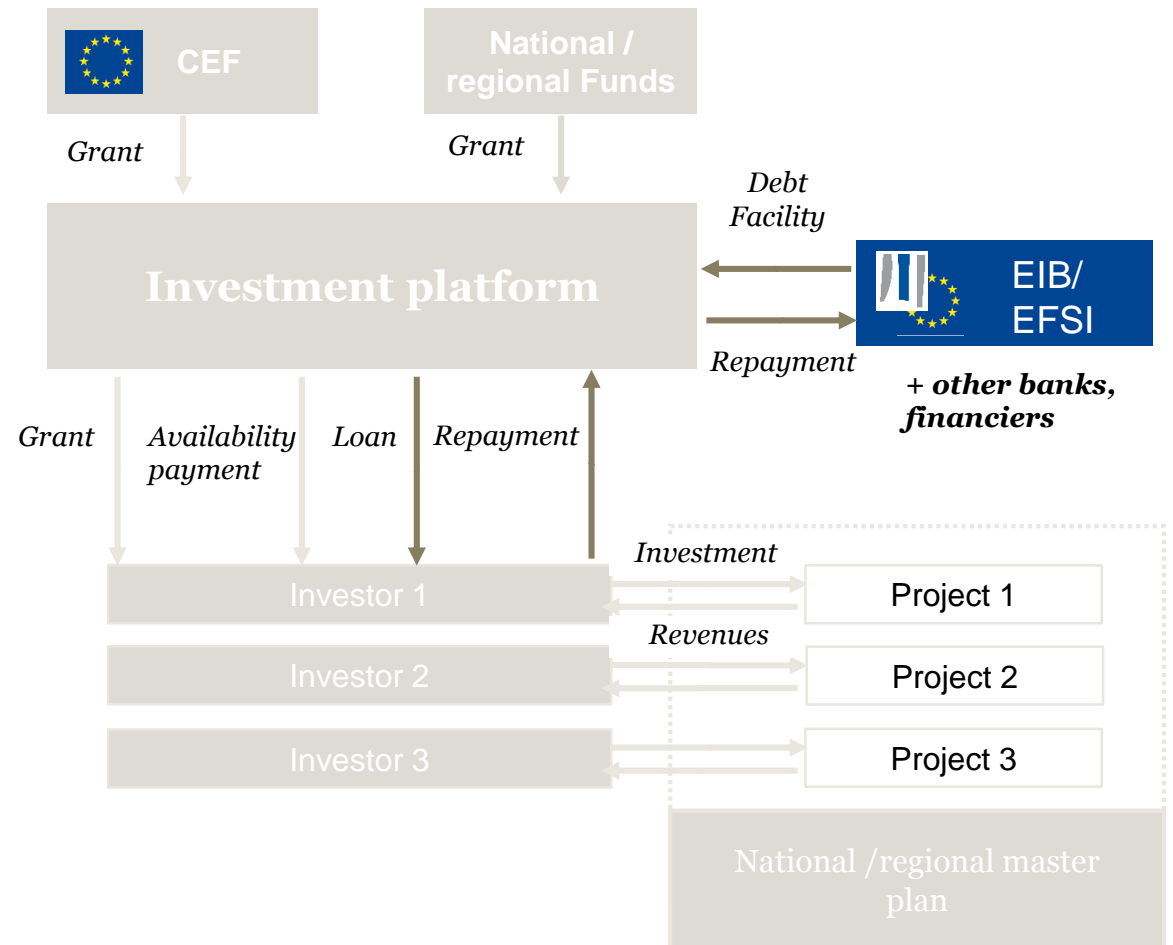 CEF
National /
regional Funds
Grant
Grant
Debt
Facility
Investment platform
EIB/
EFSI
Repayment
+ other banks,
financiers
Grant
Availability
payment
Loan
Repayment
Investment
Investor 1
Project 1
Revenues
Investor 2
Project 2
Investor 3
Project 3
National /regional master
plan